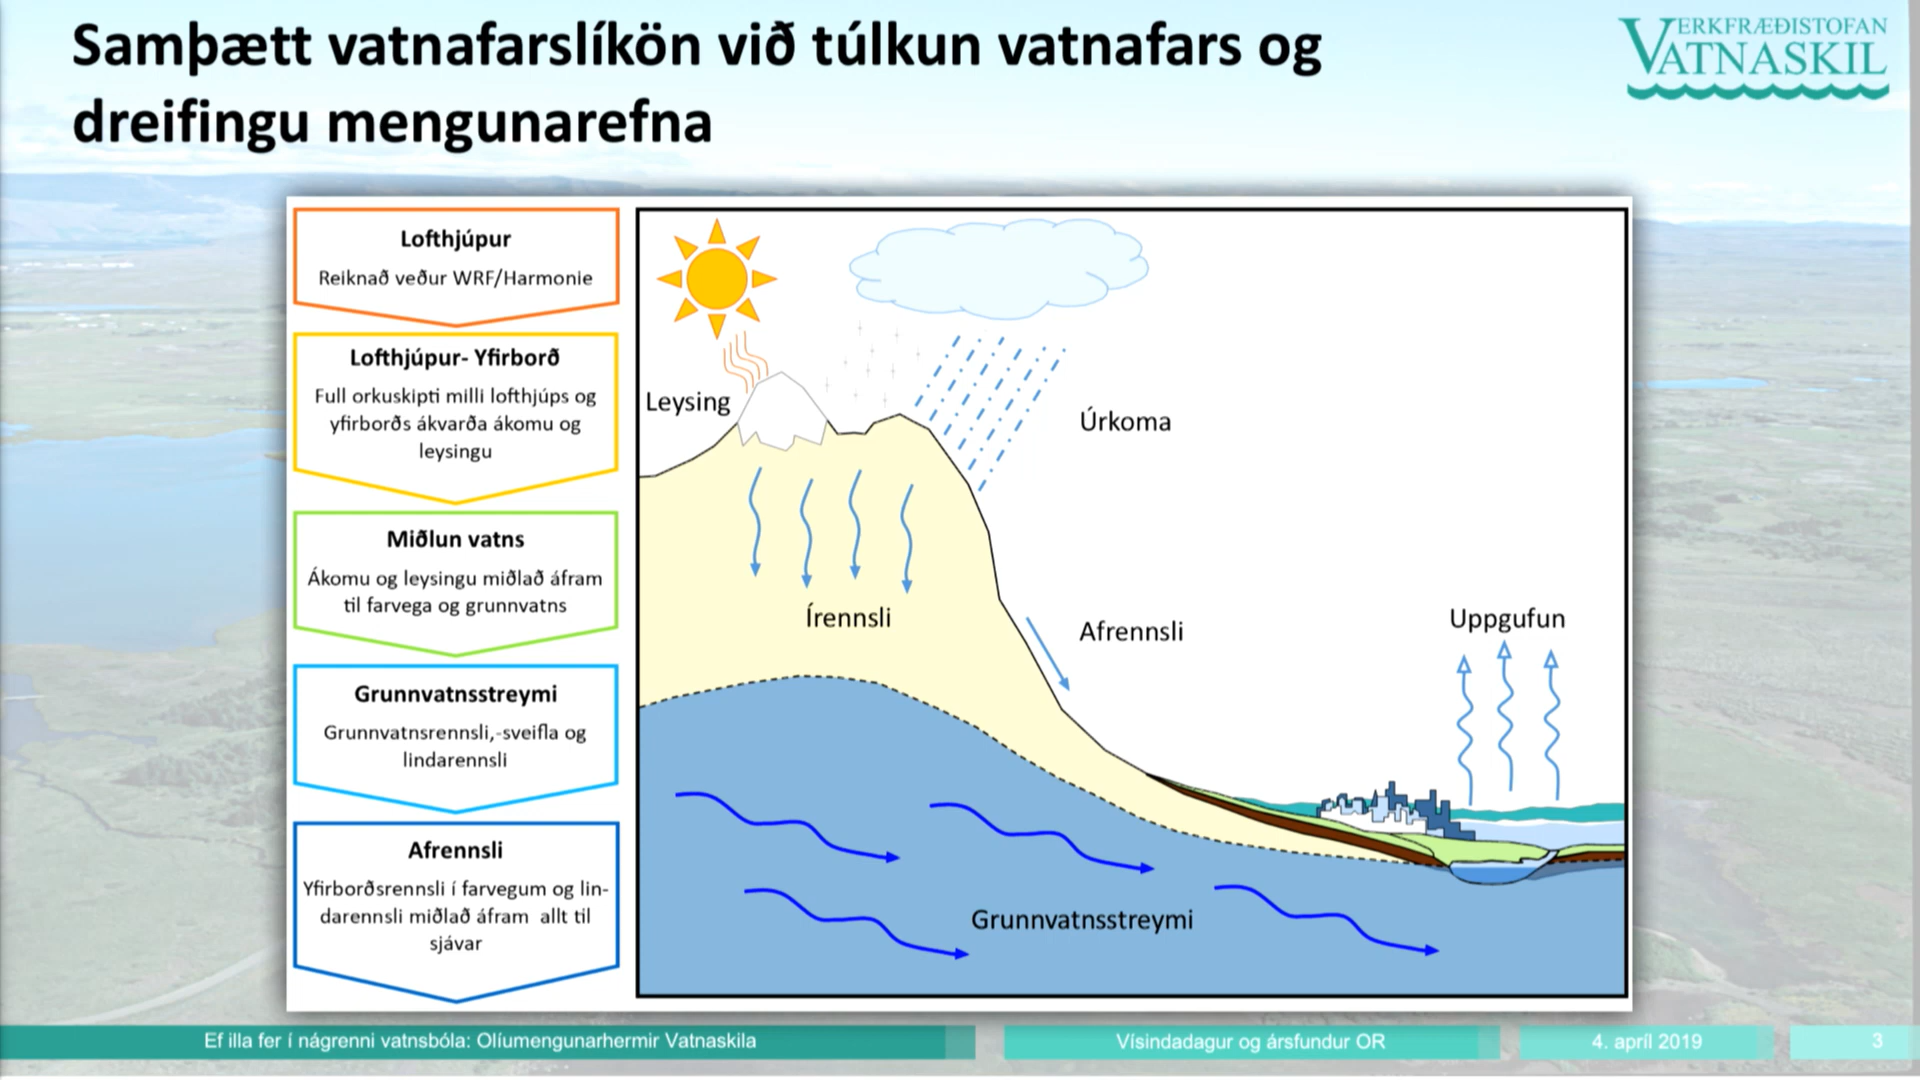 Samþætt vatnafarslíkön við túlkun vatnafars og
dreifingu mengunarefna
VERKFRÆÐISTOFAN
VATNASKIL
Lofthjúpur
Reiknað veður WRF/Harmonie
Lofthjúpur- Yfirborð
Full orkuskipti milli lofthjúps og
yfirborðs ákvarða ákomu og
leysingu
Miðlun vatns
Ákomu og leysingu miðlað áfram
til farvega og grunnvatns
Grunnvatnsstreymi
Grunnvatnsrennsli,-sveifla og
lindarennsli
Afrennsli
Yfirborðsrennsli í farvegum og lin-
darennsli miðlað áfram allt til
sjávar
Leysing
Úrkoma
Írennsli
Afrennsli
Uppgufun
Grunnvatnsstreymi
Ef illa fer í nágrenni vatnsbóla: Olíumengunarhermir Vatnaskila
Vísindadagur og ársfundur OR
4. apríl 2019
3